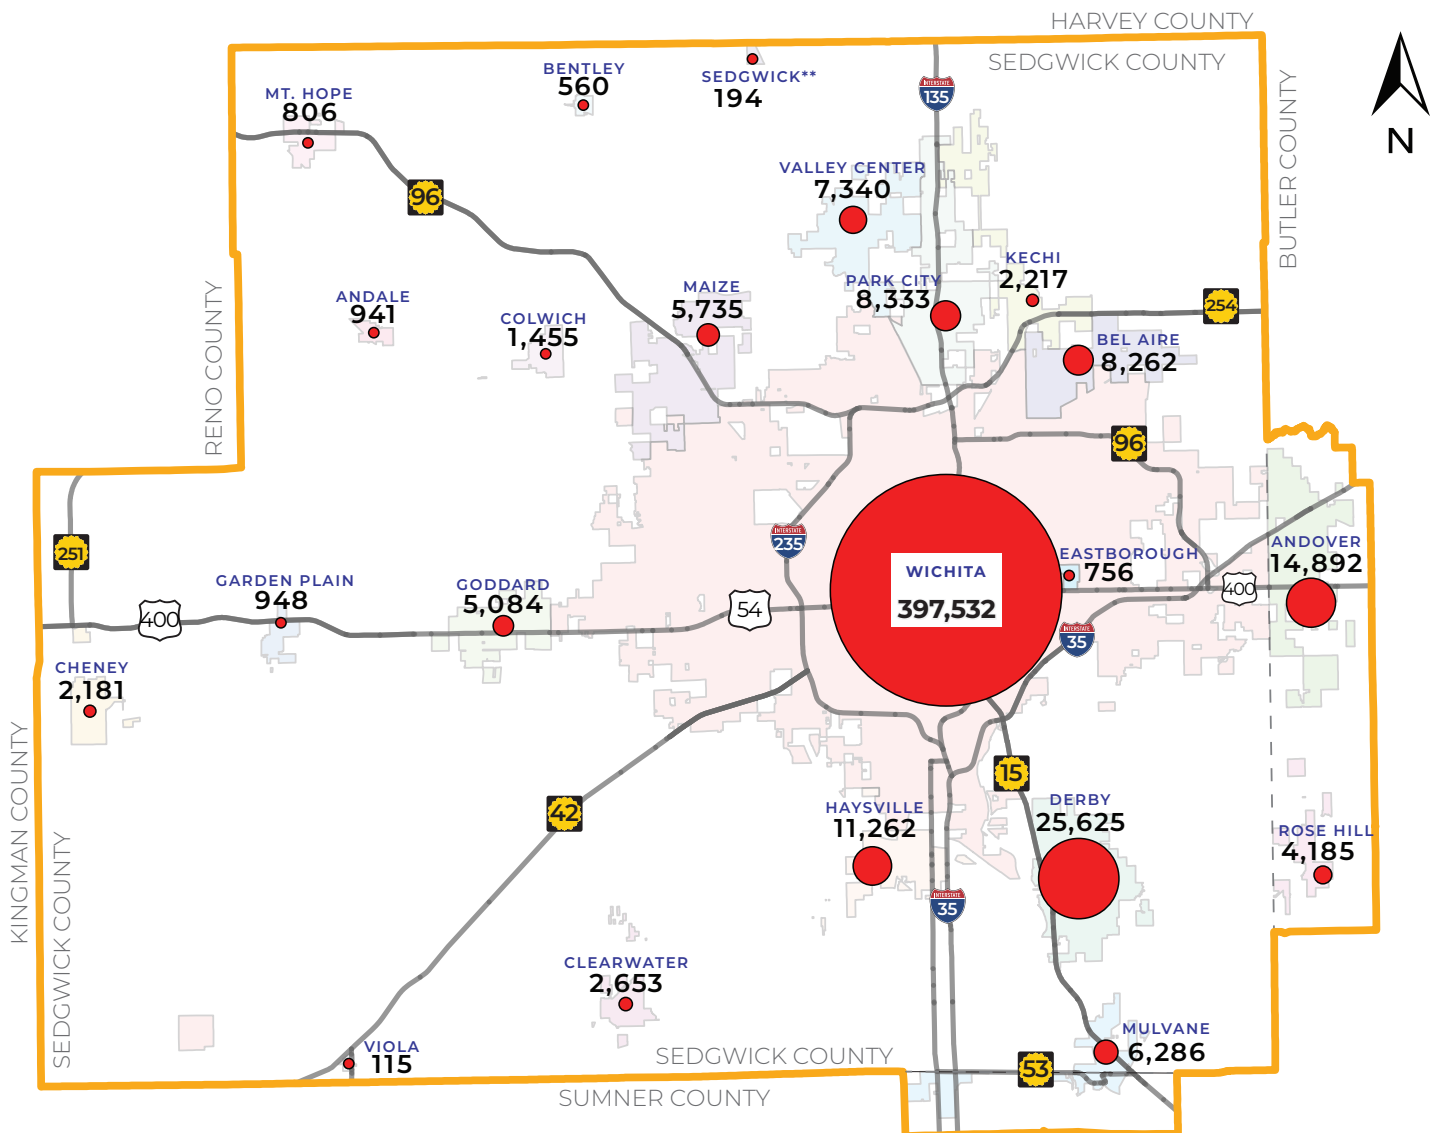 HARVEY COUNTY
SEDGWICK COUNTY
BENTLEY
560
SEDGWICK**
194
MT. HOPE
806
INTERSTATE
135
BUTLER COUNTY
N
VALLEY CENTER
7,340
96
KECHI
2,217
PARK CITY
8,333
MAIZE
5,735
ANDALE
941
COLWICH
1,455
254
BEL AIRE
8,262
RENO COUNTY
96
INTERSTATE
235
251
EASTBOROUGH
756
ANDOVER
14,892
WICHITA
397,532
GARDEN PLAIN
948
GODDARD
5,084
400
54
400
INTERSTATE
35
CHENEY
2,181
KINGMAN COUNTY
SEDGWICK COUNTY
15
42
HAYSVILLE
11,262
DERBY
25,625
ROSE HILL
4,185
INTERSTATE
35
CLEARWATER
2,653
VIOLA
115
MULVANE
6,286
SEDGWICK COUNTY
53
SUMNER COUNTY